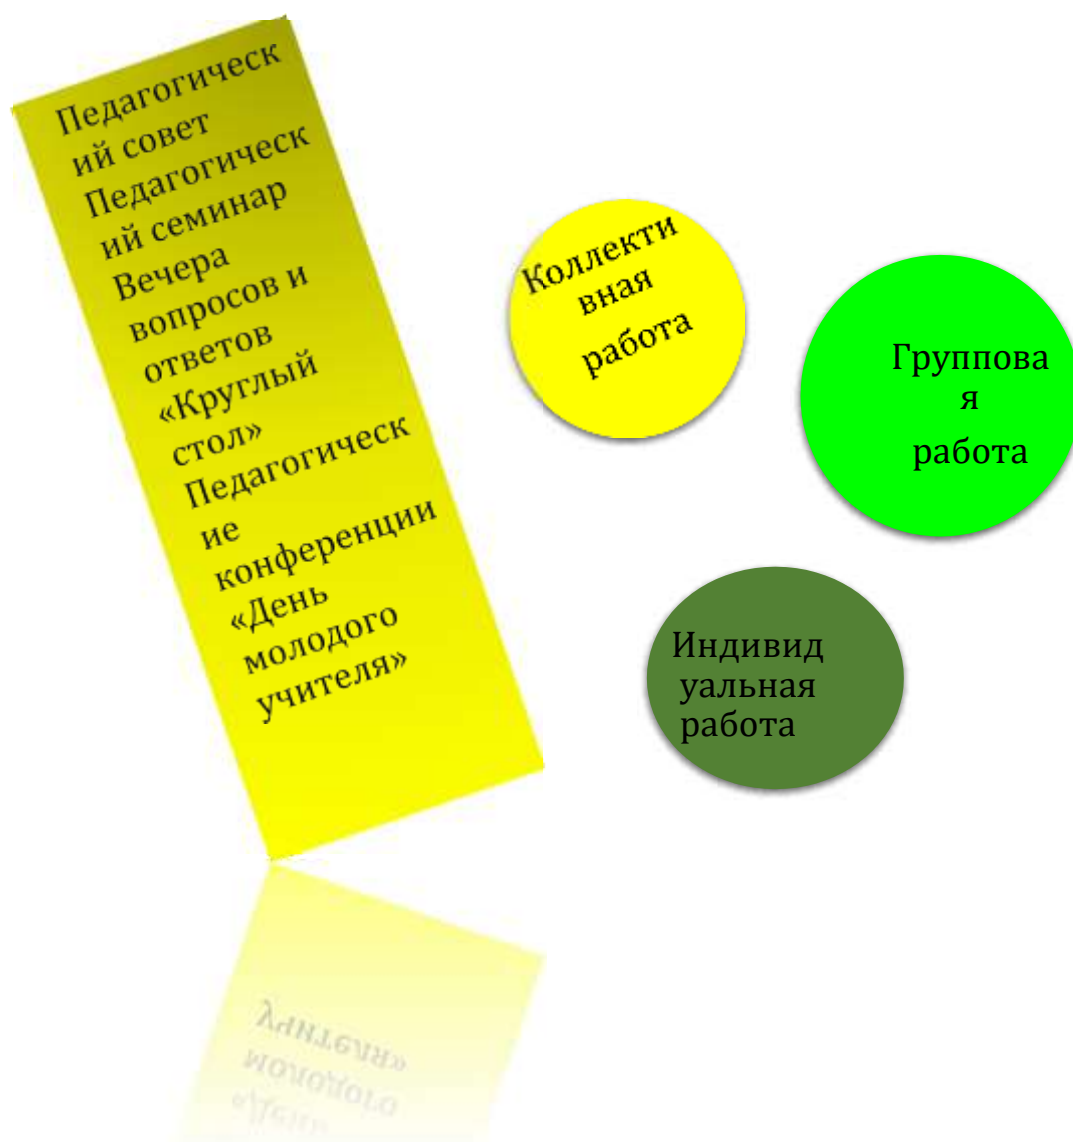 Педагогическ
ий совет
Педагогическ
ий семинар
Вечера
вопросов и
ответов
«Круглый
стол»
Педагогическ
ие
конференции
«День
молодого
учителя»
Коллекти
вная
работа
Группова
я
работа
Индивид
уальная
работа